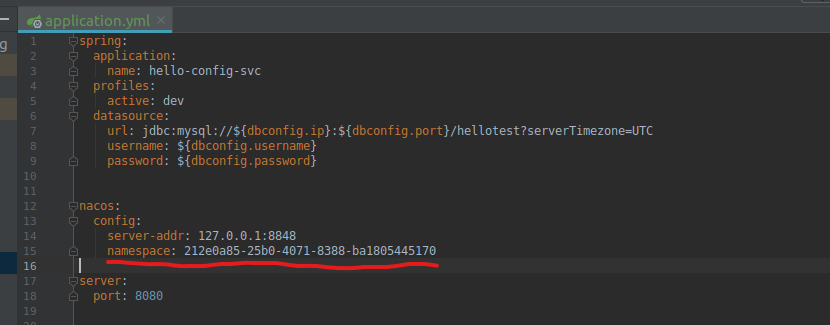 application.yml
g
1 spring:
2 application:
3 name: hello-config-svc
4 profiles:
5 active: dev
6 datasource:
7 url: jdbc:mysql://${dbconfig.ip}:${dbconfig.port}/hellotest?serverTimezone=UTC
8 username: ${dbconfig.username}
9 password: ${dbconfig.password}
10
11
12 nacos:
13 config:
14 server-addr: 127.0.0.1:8848
15 namespace: 212e0a85-25b0-4071-8388-ba1805445170
16
17 server:
18 port: 8080
19